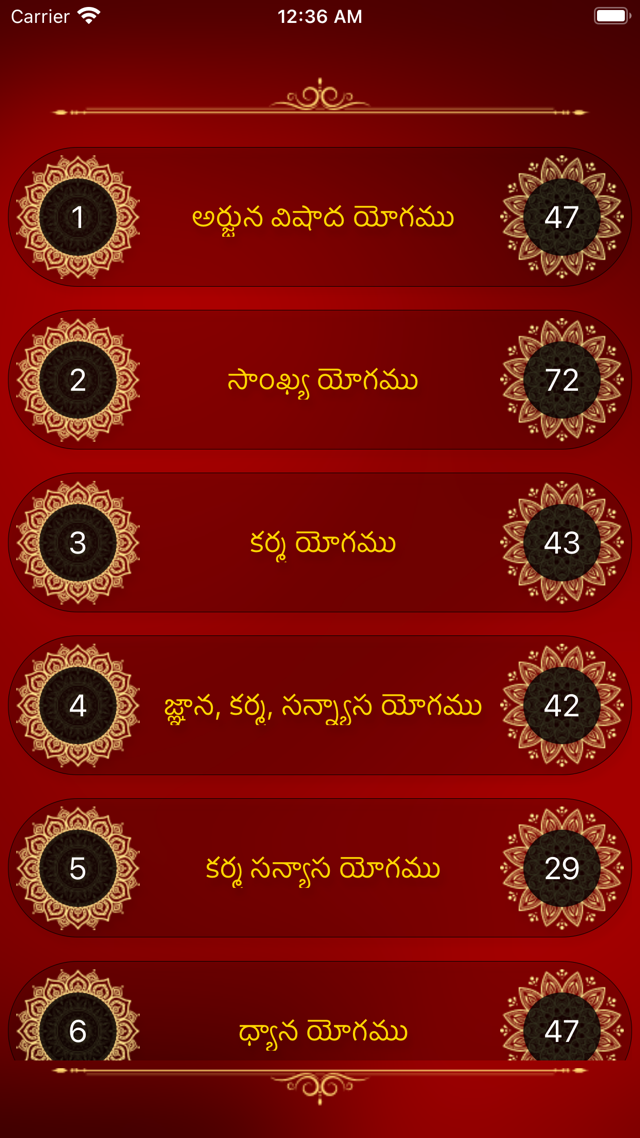 Carrier 12:36 AM
1 అర్జున విషాద యోగము 47
2 సాంఖ్య యోగము 72
3 కర్మ యోగము 43
4 జ్ఞాన, కర్మ, సన్న్యాస యోగము 42
5 కర్మ సన్యాస యోగము 29
6 ధ్యాన యోగము 47